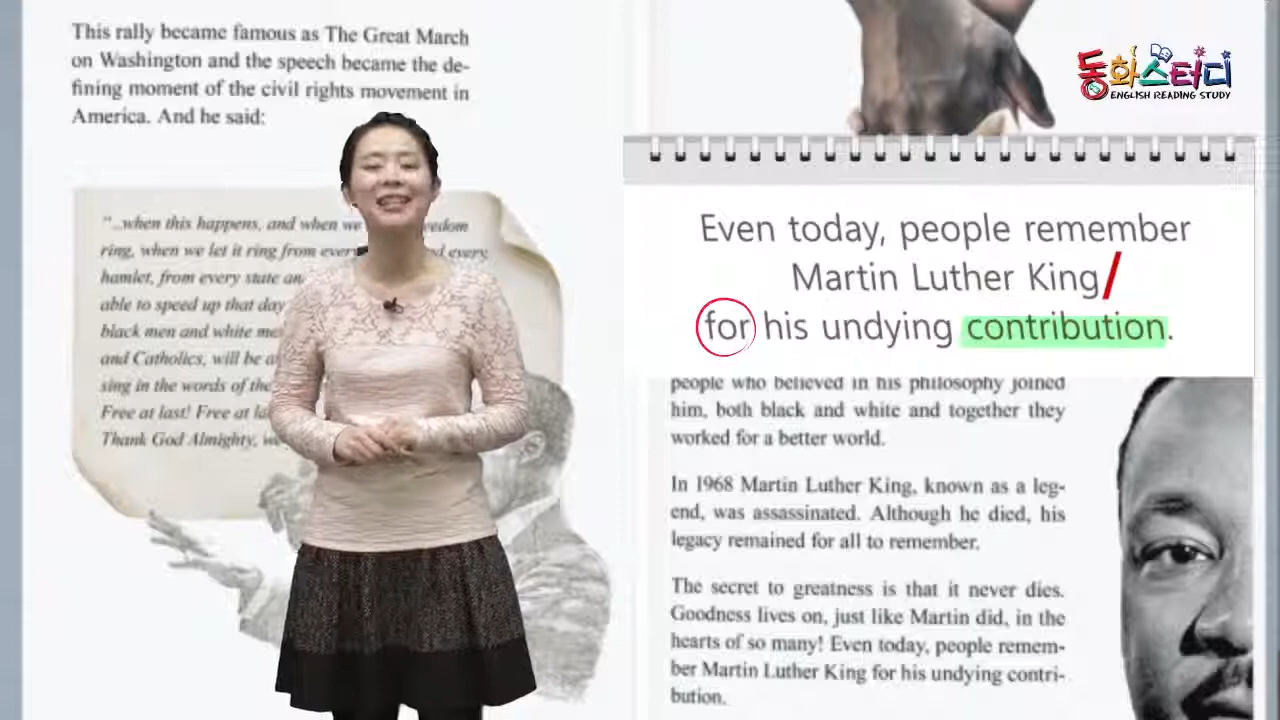 This rally became famous as The Great March
on Washington and the speech became the de-
fining moment of the civil rights movement in
America. And he said:
"...when this happens, and when we
ring, when we let it ring from every
every
hamlet, from every state
able to speed up that day
black men and white
and Catholics, will be
sing in the words of the
Free at last! Free at
Thank God Almighty,
동화스터디
ENGLISH READING STUDY
Even today, people remember
Martin Luther King/
for his undying contribution.
people who believed in his philosophy joined
him, both black and white and together they
worked for a better world.
In 1968 Martin Luther King, known as a leg-
end, was assassinated. Although he died, his
legacy remained for all to remember.
The secret to greatness is that it never dies.
Goodness lives on, just like Martin did, in the
hearts of so many! Even today, people remem-
ber Martin Luther King for his undying contri-
bution.